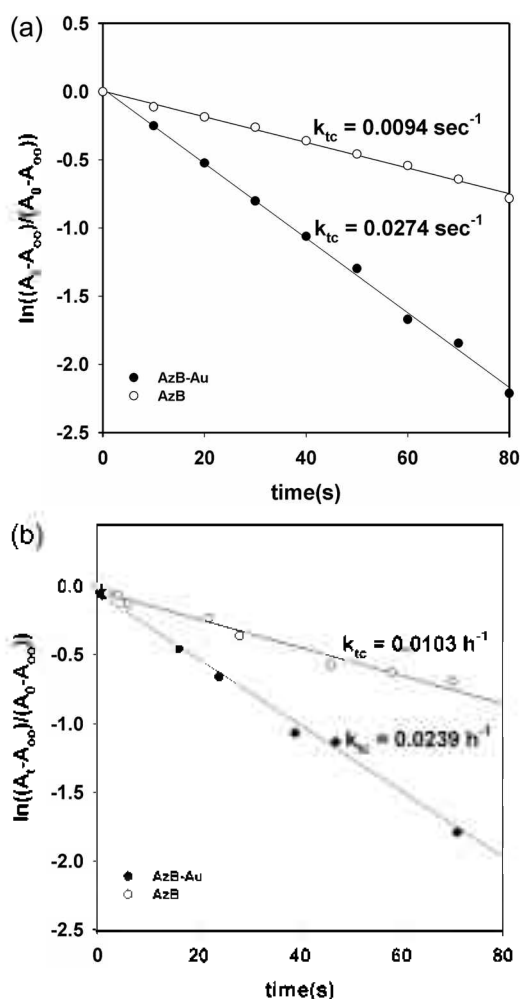 (a)
0.5
0.0
-0.5
-1.0
-1.5
-2.0
-2.5
ln((A -A∞)/(A0-A∞))
ktc = 0.0094 sec-1
ktc = 0.0274 sec-1
AzB-Au
AzB
0 20 40 60 80
time(s)
(b)
0.0
-0.5
-1.0
-1.5
-2.0
-2.5
ln((At-A∞)/(A0-A∞))
ktc = 0.0103 h-1
ktc = 0.0239 h-1
AzB-Au
AzB
0 20 40 60 80
time(s)